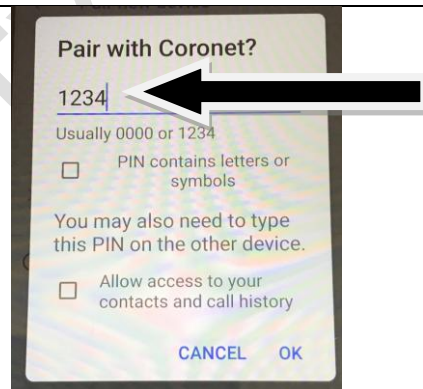 Pair with Coronet?
1234
Usually 0000 or 1234
PIN contains letters or
symbols
You may also need to type
this PIN on the other device.
Allow access to your
contacts and call history
CANCEL OK